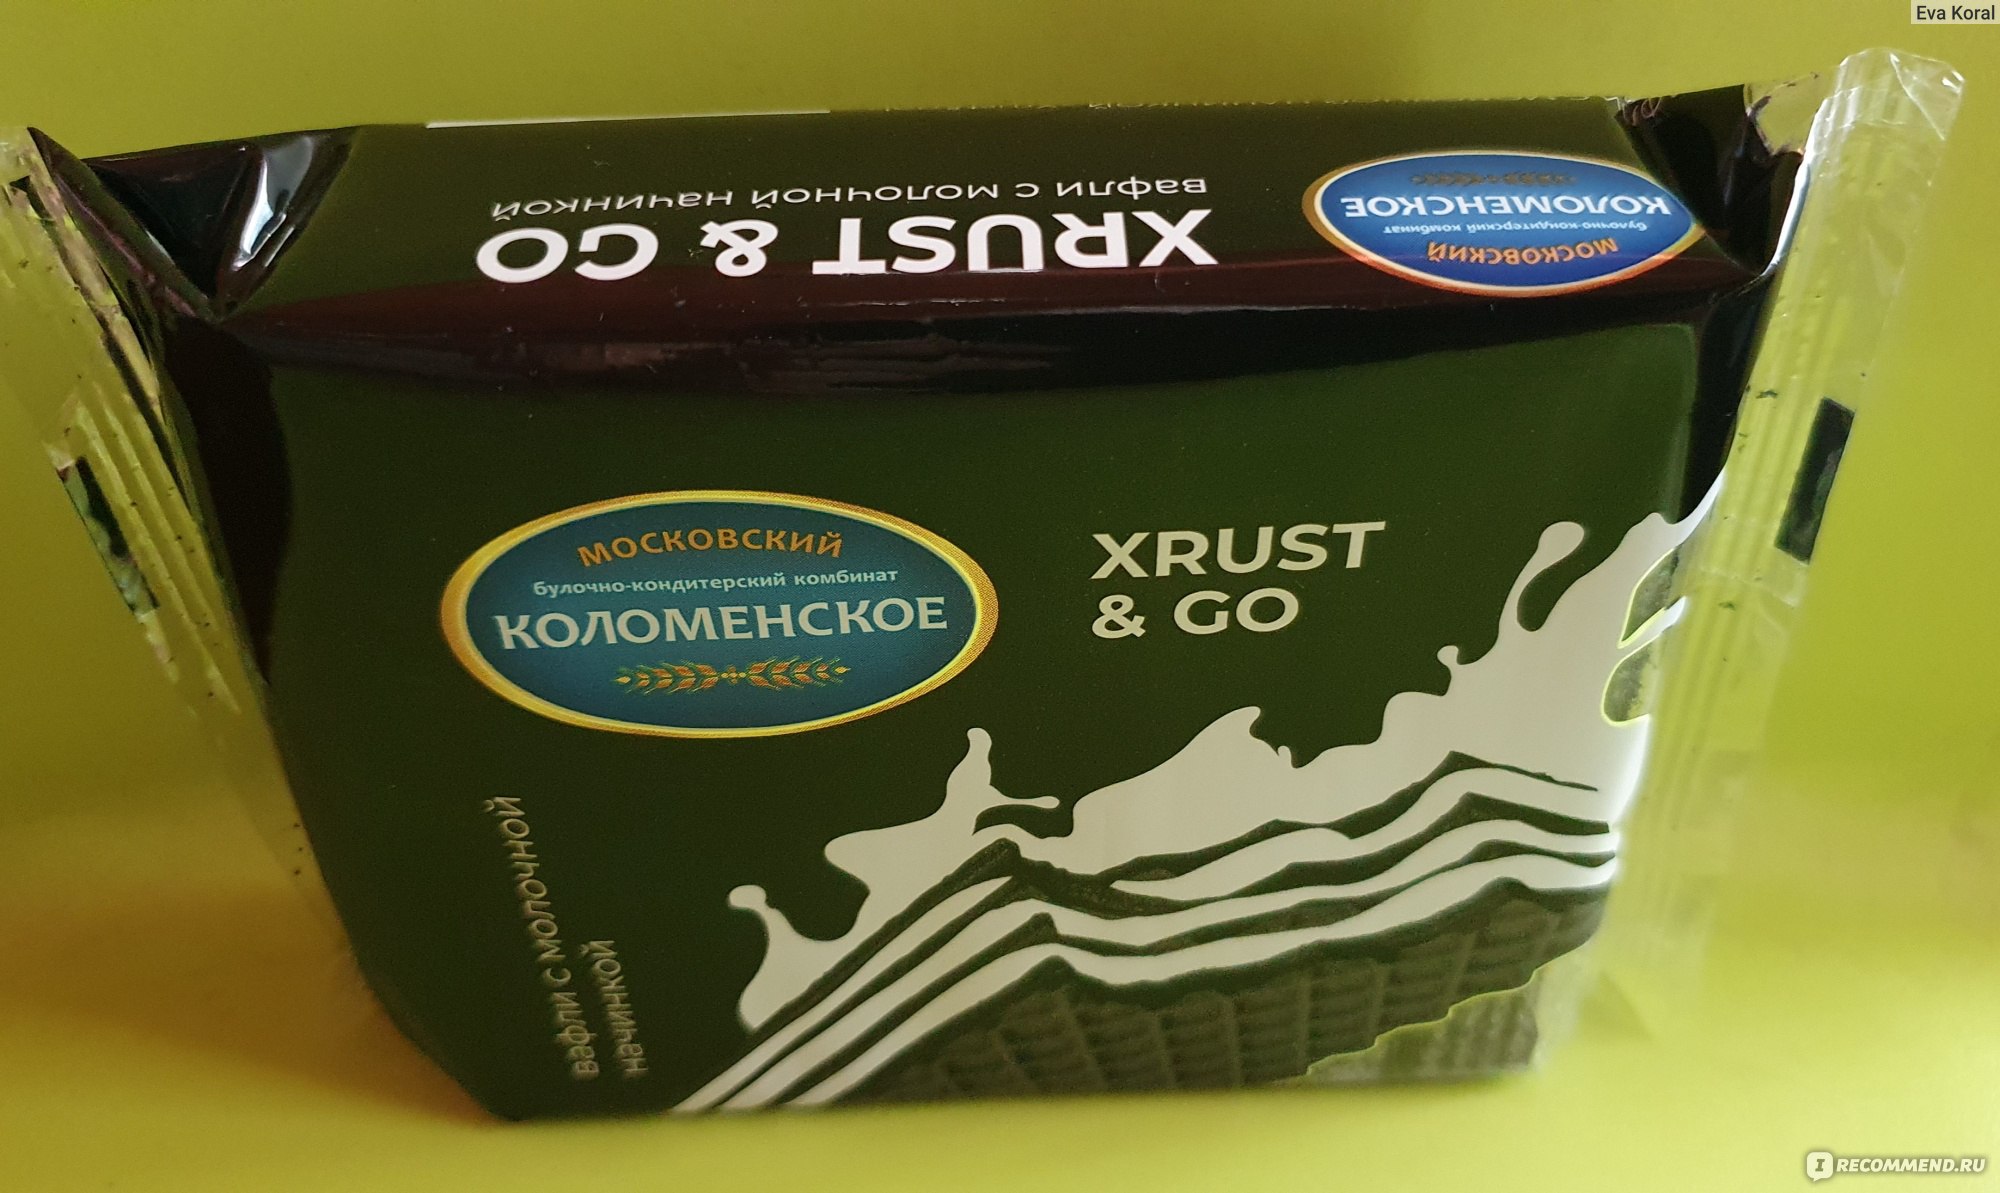 Eva Koral
вафли с молочной начинкой
XRUST & GO
МОСКОВСКИЙ
булочно-кондитерский комбинат
КОЛОМЕНСКОЕ
МОСКОВСКИЙ
булочно-кондитерский комбинат
КОЛОМЕНСКОЕ
XRUST
& GO
вафли с молочной
начинкой
IRECOMMEND.RU